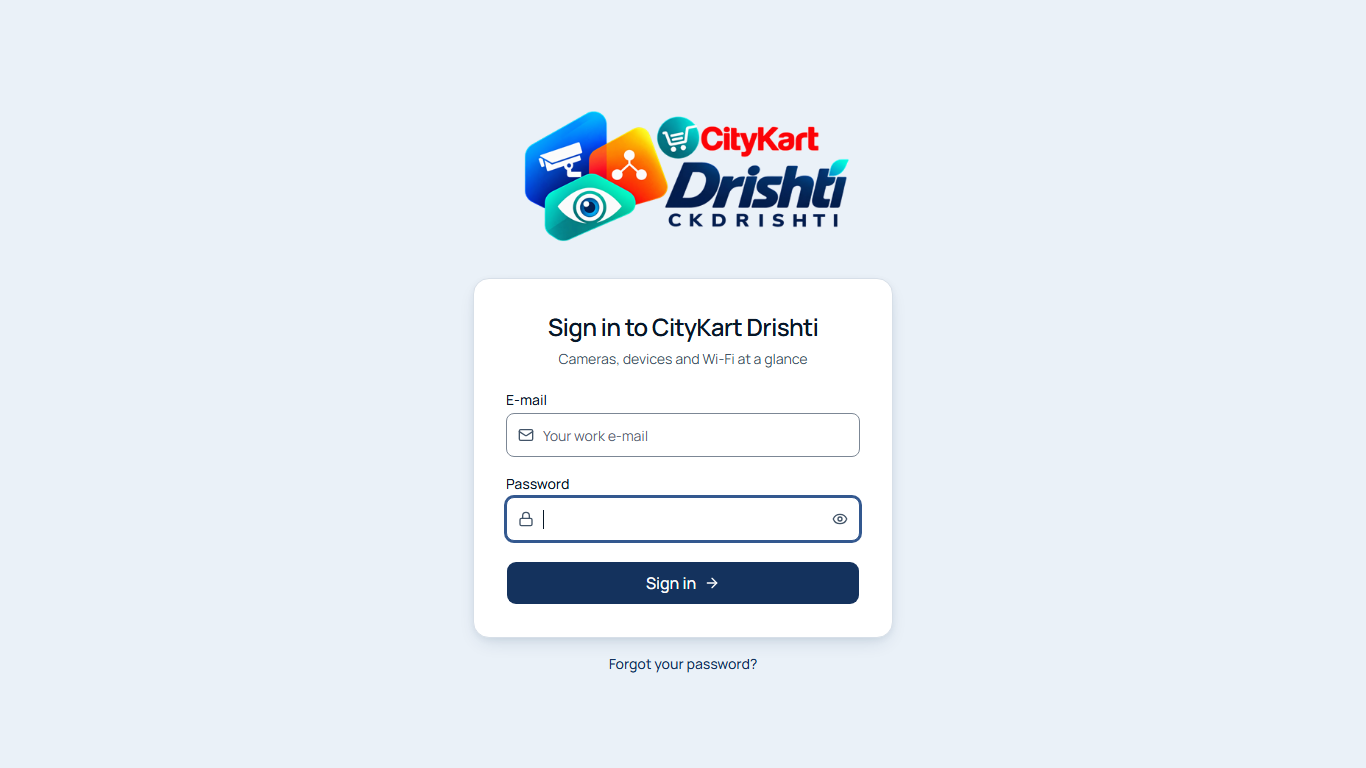 CityKart
Drishti
CKDRISHTI
Sign in to CityKart Drishti
Cameras, devices and Wi-Fi at a glance
E-mail
Your work e-mail
Password
Sign in →
Forgot your password?